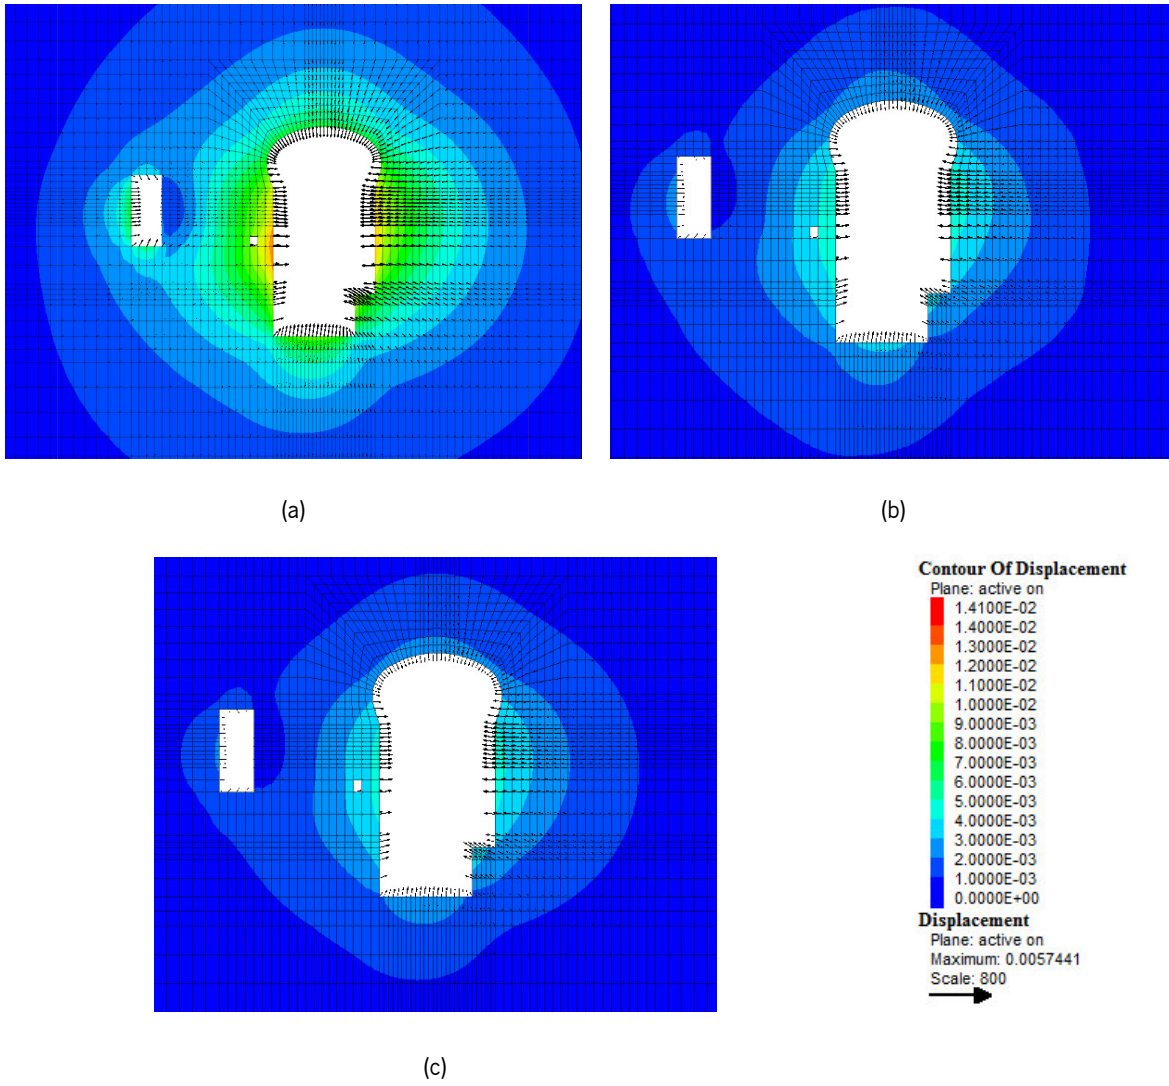 (a)
(b)
Contour Of Displacement
Plane: active on
1.4100E-02
1.4000E-02
1.3000E-02
1.2000E-02
1.1000E-02
1.0000E-02
9.0000E-03
8.0000E-03
7.0000E-03
6.0000E-03
5.0000E-03
4.0000E-03
3.0000E-03
2.0000E-03
1.0000E-03
0.0000E+00
Displacement
Plane: active on
Maximum: 0.0057441
Scale: 800
(c)